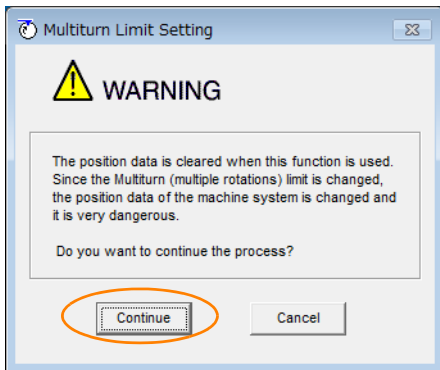 Multiturn Limit Setting
WARNING
The position data is cleared when this function is used.
Since the Multiturn (multiple rotations) limit is changed,
the position data of the machine system is changed and
it is very dangerous.
Do you want to continue the process?
Continue Cancel